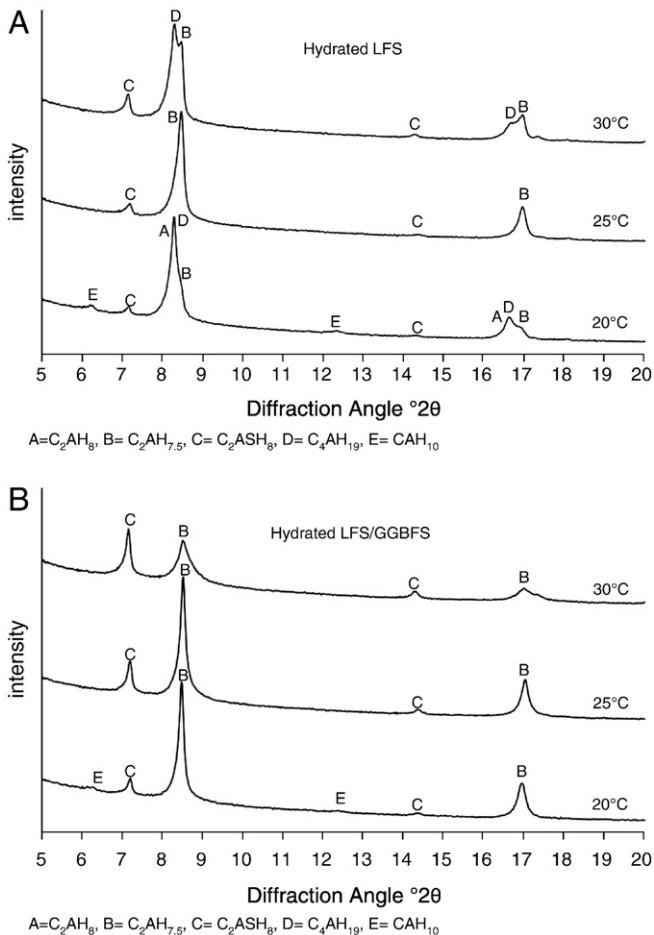 A
Hydrated LFS
D
B
C
C
D
B
30°C
B
C
C
B
25°C
A
D
B
E
C
E
C
A
D
B
20°C
intensity
5 6 7 8 9 10 11 12 13 14 15 16 17 18 19 20
Diffraction Angle °2θ
A=C₂AH₈, B= C₂AH₇.₅, C= C₂ASH₈, D= C₄AH₁₉, E= CAH₁₀
B
Hydrated LFS/GGBFS
C
B
C
B
30°C
C
B
C
B
25°C
E
C
B
E
C
B
20°C
intensity
5 6 7 8 9 10 11 12 13 14 15 16 17 18 19 20
Diffraction Angle °2θ
A=C₂AH₈, B= C₂AH₇.₅, C= C₂ASH₈, D= C₄AH₁₉, E= CAH₁₀